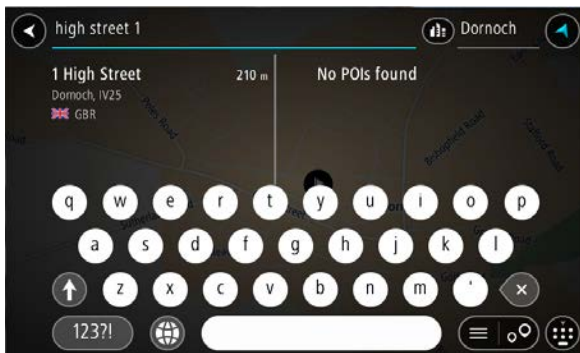 high street 1
Dornoch
1 High Street
210 m
No POIs found
Dornoch, IV25
GBR
q w e r t y u i o p
a s d f g h j k l
z x c v b n m '
123?!